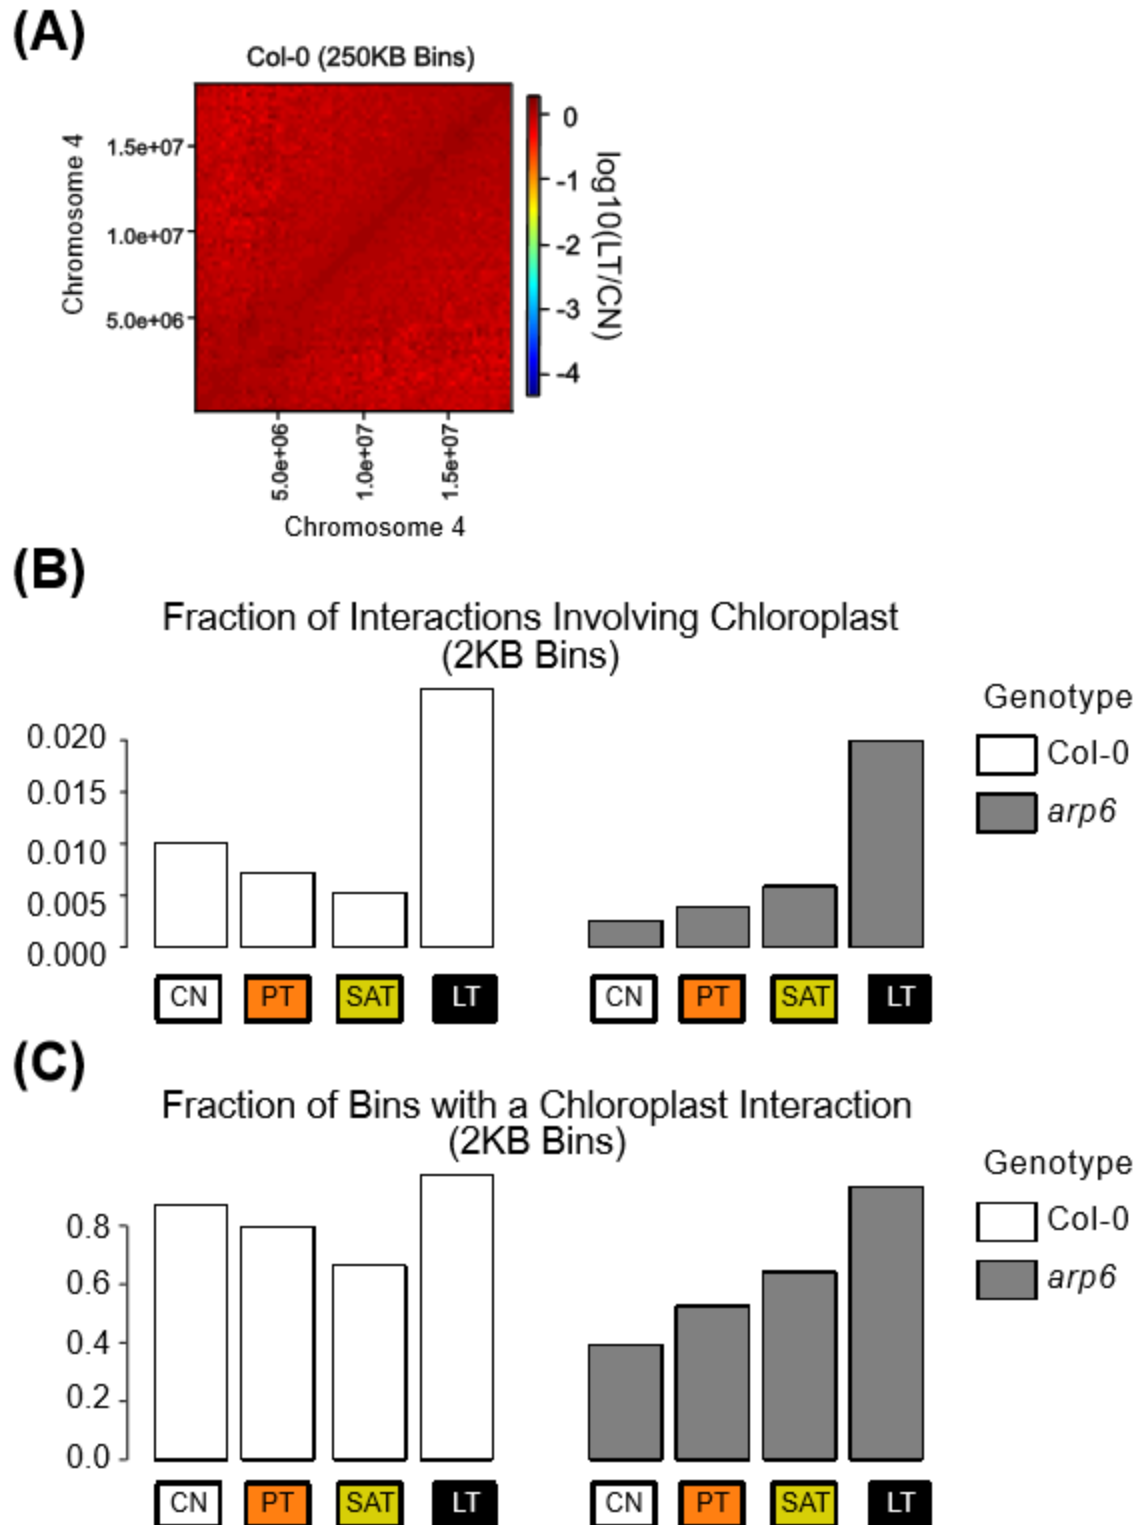 (A)
Col-0 (250KB Bins)
Chromosome 4
1.5e+07
1.0e+07
5.0e+06
5.0e+06
1.0e+07
1.5e+07
Chromosome 4
0
-1
-2
-3
-4
log10(LT/CN)
(B)
Fraction of Interactions Involving Chloroplast
(2KB Bins)
0.020
0.015
0.010
0.005
0.000
CN PT SAT LT CN PT SAT LT
Genotype
Col-0
arp6
(C)
Fraction of Bins with a Chloroplast Interaction
(2KB Bins)
0.8
0.6
0.4
0.2
0.0
CN PT SAT LT CN PT SAT LT
Genotype
Col-0
arp6